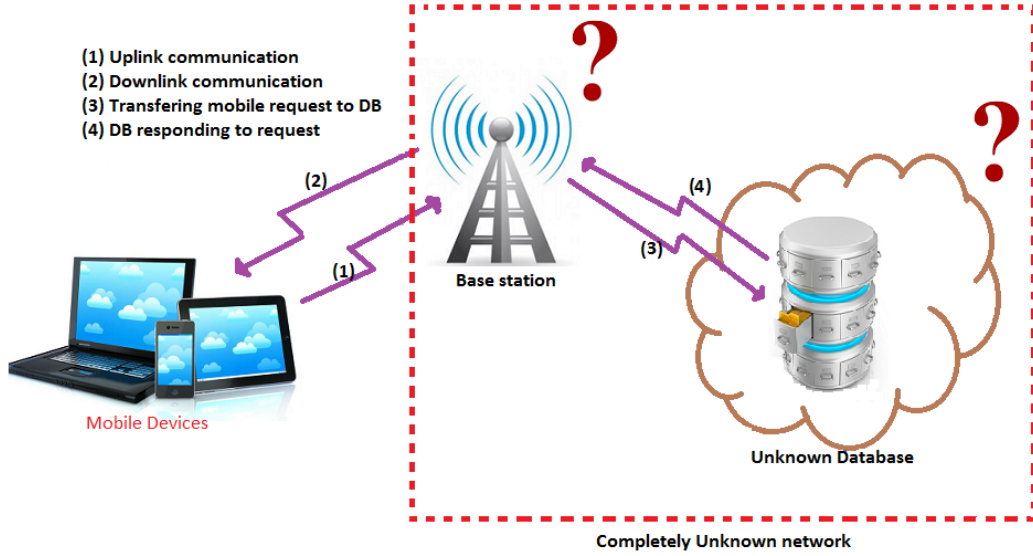 (1) Uplink communication
(2) Downlink communication
(3) Transfering mobile request to DB
(4) DB responding to request
?
?
(2)
(4)
(1)
(3)
Base station
Mobile Devices
Unknown Database
Completely Unknown network